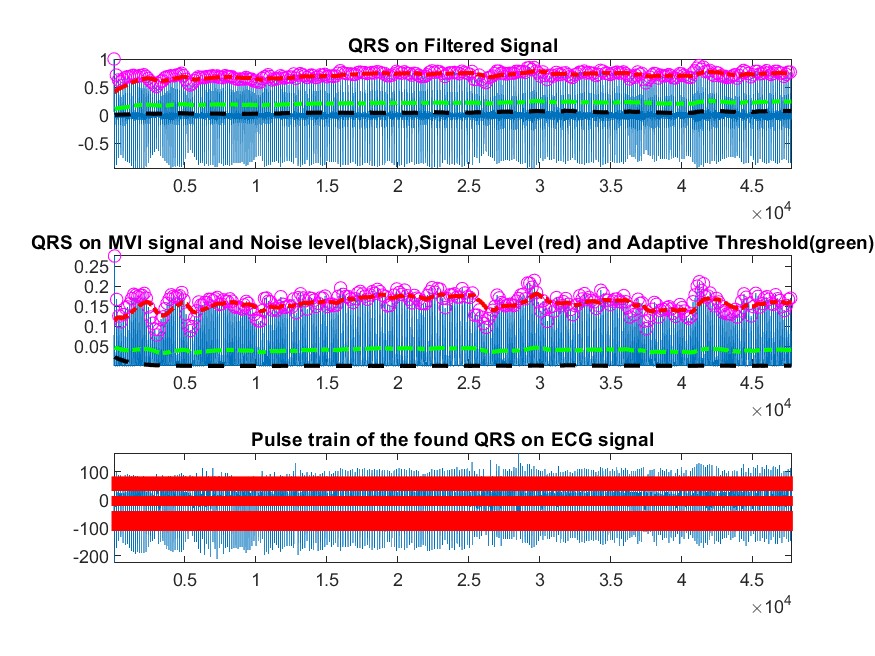 QRS on Filtered Signal
1
0.5
0
-0.5
0.5 1 1.5 2 2.5 3 3.5 4 4.5
×10^4
QRS on MVI signal and Noise level(black),Signal Level (red) and Adaptive Threshold(green)
0.25
0.2
0.15
0.1
0.05
0.5 1 1.5 2 2.5 3 3.5 4 4.5
×10^4
Pulse train of the found QRS on ECG signal
100
0
-100
-200
0.5 1 1.5 2 2.5 3 3.5 4 4.5
×10^4